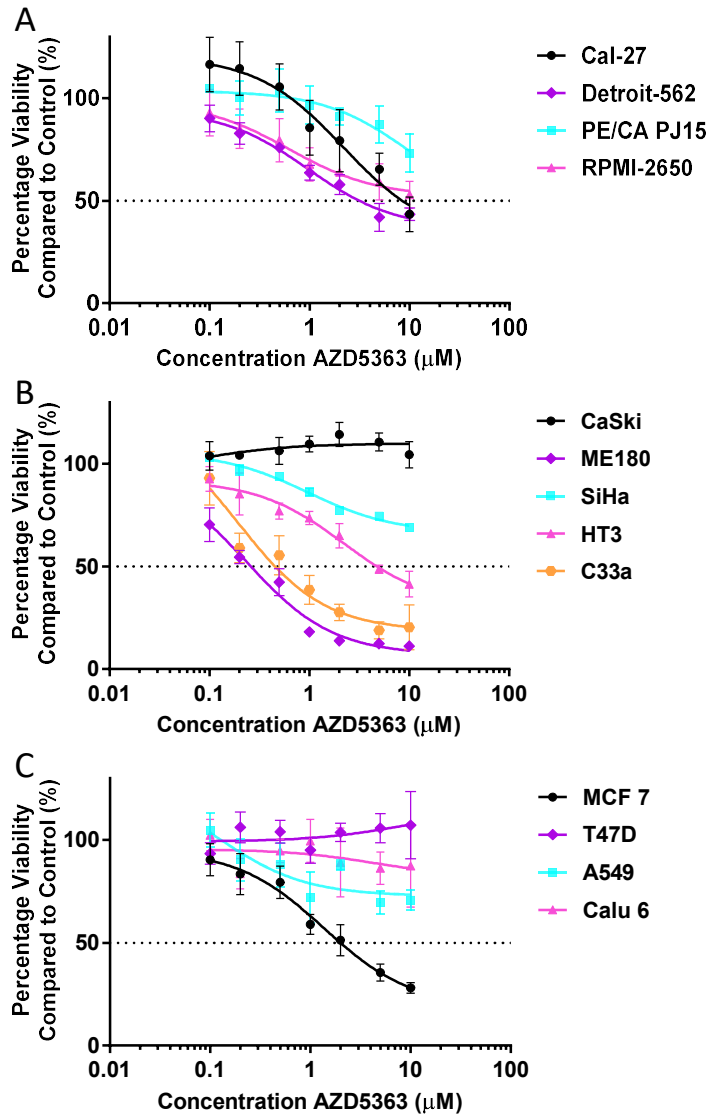 A
Percentage Viability
Compared to Control (%)
100
50
0
0.01
0.1
1
10
100
Concentration AZD5363 (μM)
Cal-27
Detroit-562
PE/CA PJ15
RPMI-2650
B
Percentage Viability
Compared to Control (%)
100
50
0
0.01
0.1
1
10
100
Concentration AZD5363 (μM)
CaSki
ME180
SiHa
HT3
C33a
C
Percentage Viability
Compared to Control (%)
100
50
0
0.01
0.1
1
10
100
Concentration AZD5363 (μM)
MCF 7
T47D
A549
Calu 6